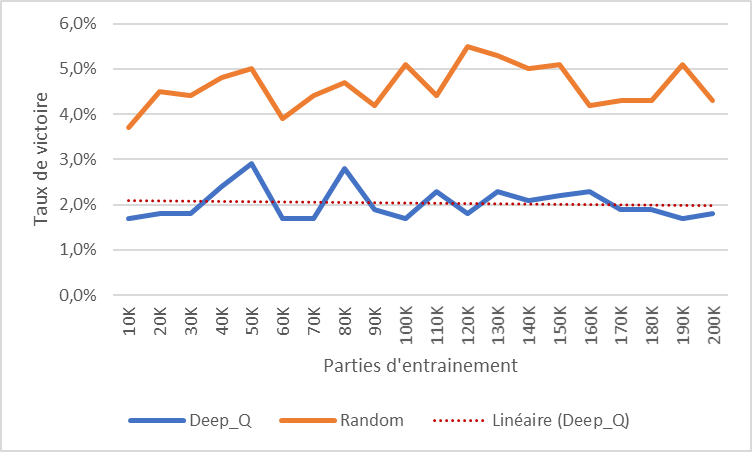 6,0%
5,0%
4,0%
3,0%
2,0%
1,0%
0,0%
Taux de victoire
10K 20K 30K 40K 50K 60K 70K 80K 90K 100K 110K 120K 130K 140K 150K 160K 170K 180K 190K 200K
Parties d'entrainement
Deep_Q Random Linéaire (Deep_Q)